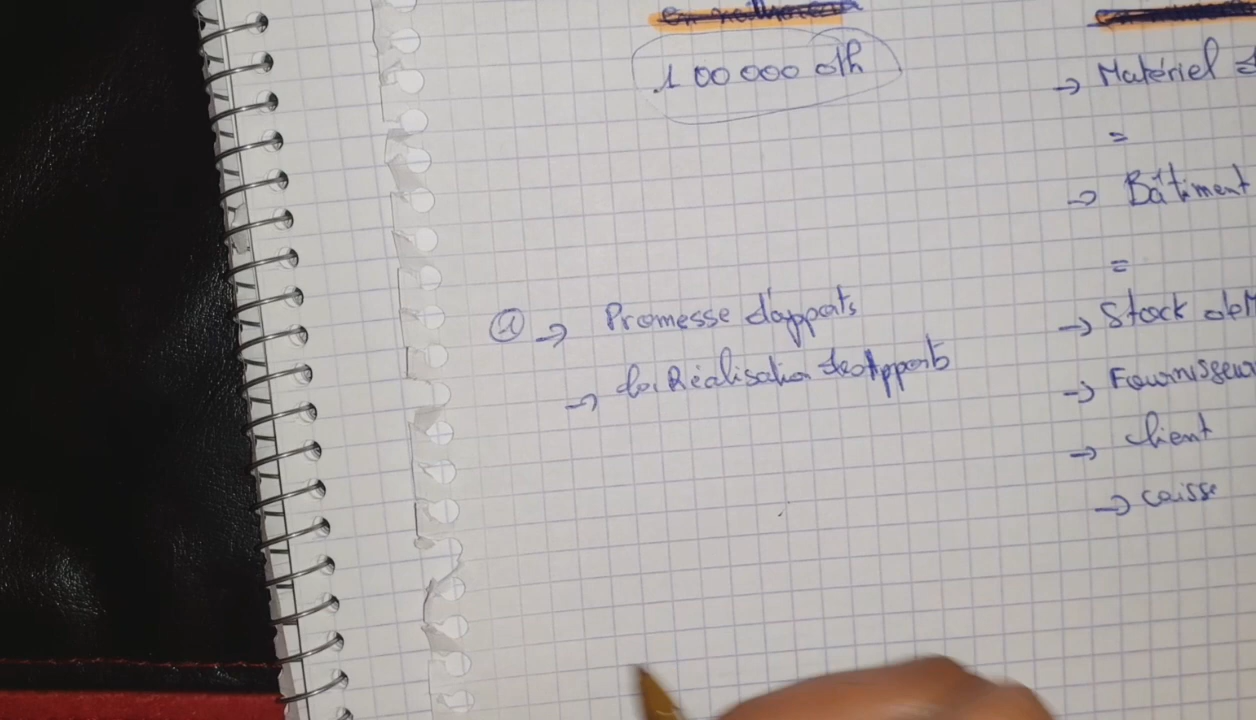 100 000 dh
→ Matériel
=
→ Bâtiment
=
① → Promesse d'apports
→ la Réalisation des Apports
→ Stock
→ Fournisseur
→ client
→ caisse